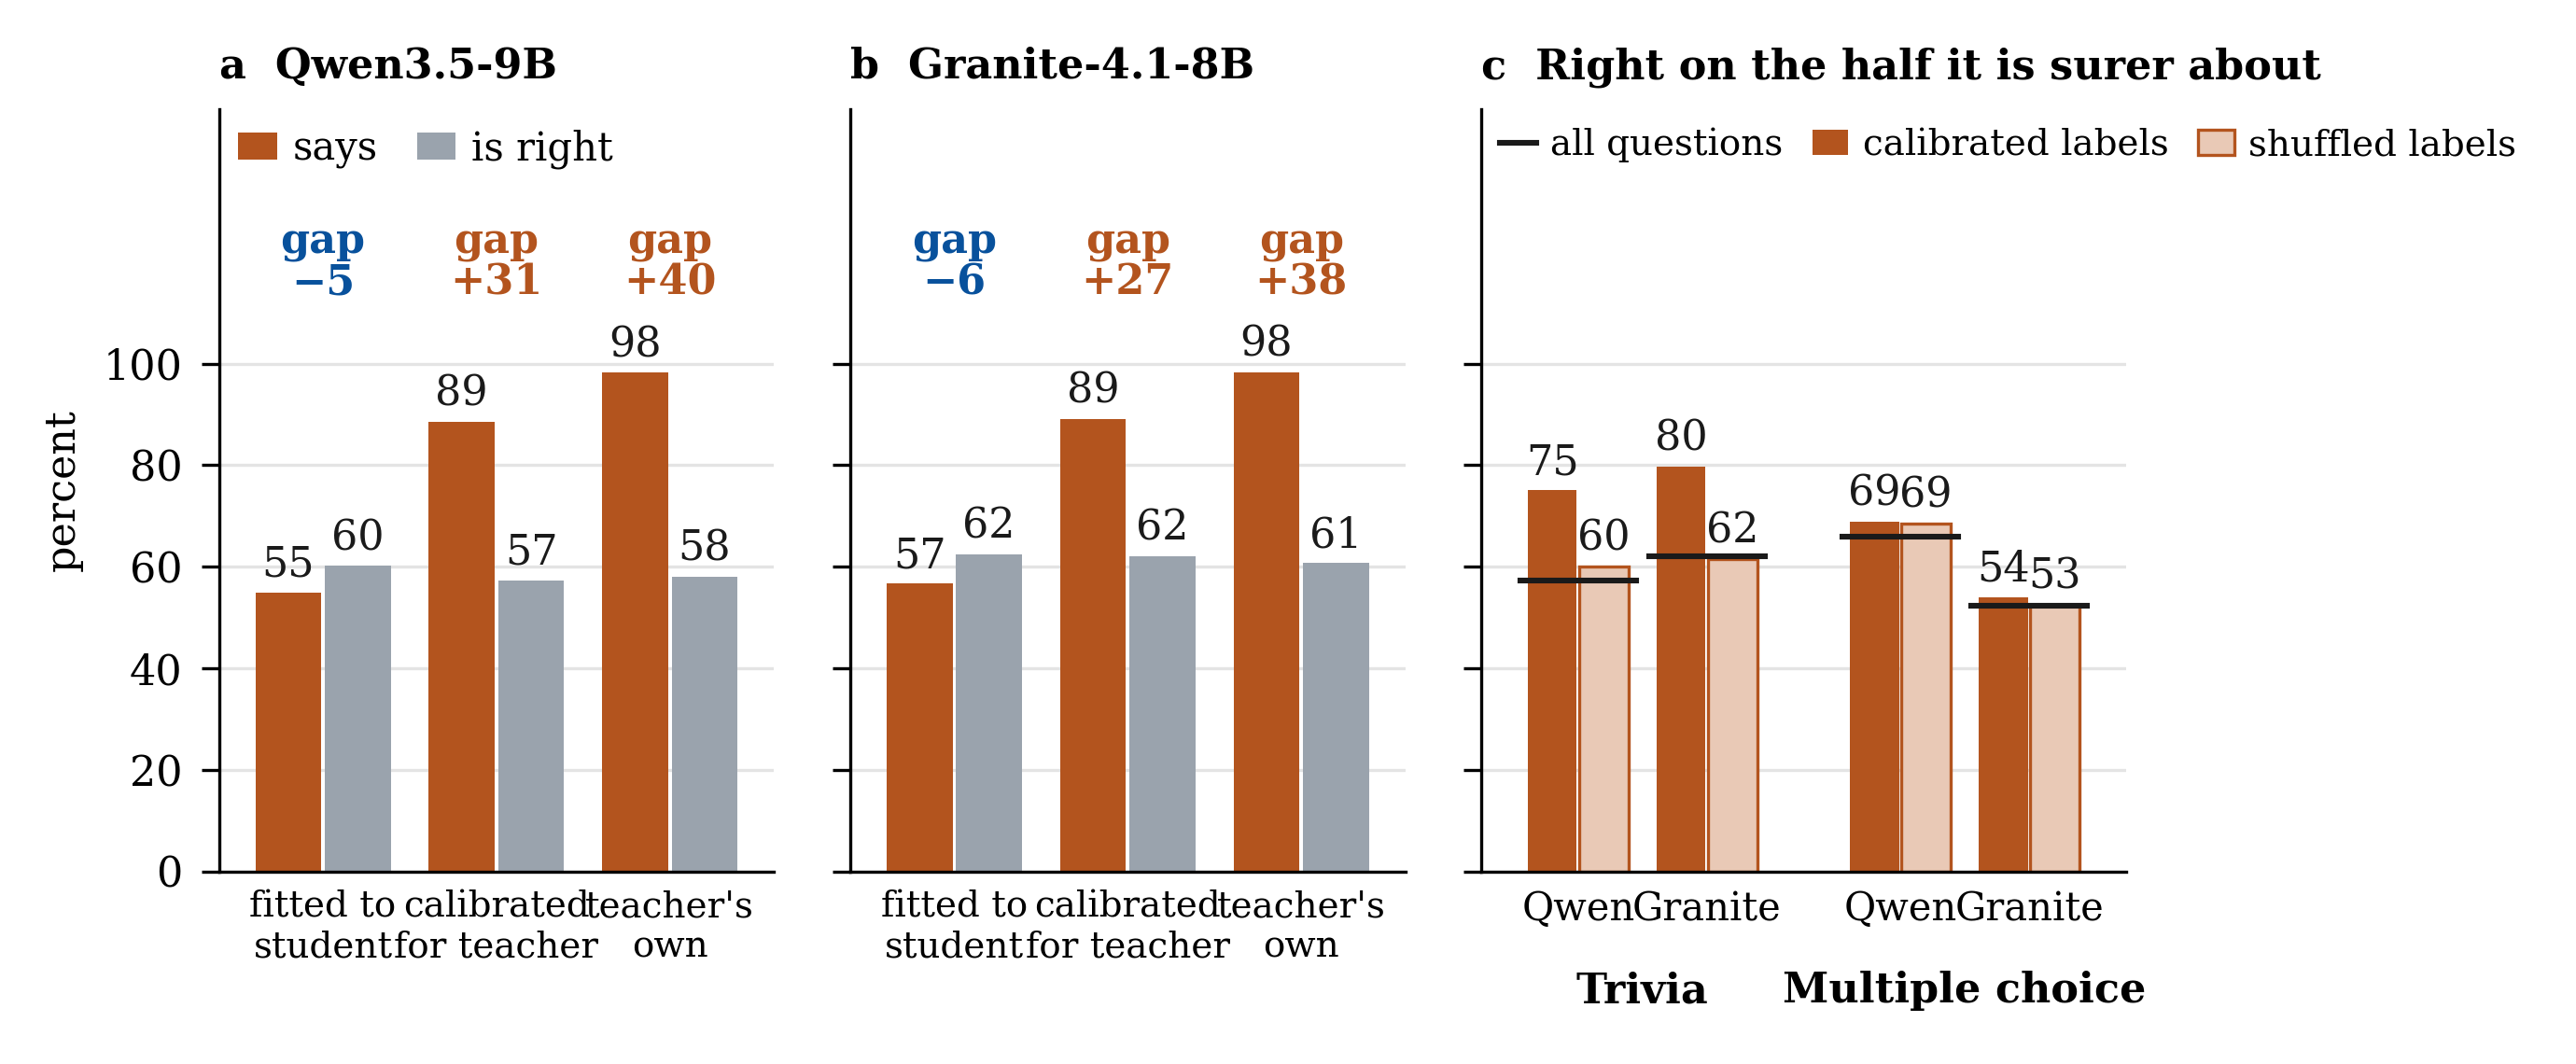 a Qwen3.5-9B
says
is right
gap
−5
gap
+31
gap
+40
percent
100
80
60
40
20
0
55
60
89
57
98
58
fitted to
student
calibrated
for teacher
teacher's
own
b Granite-4.1-8B
gap
−6
gap
+27
gap
+38
57
62
89
62
98
61
fitted to
student
calibrated
for teacher
teacher's
own
c Right on the half it is surer about
all questions
calibrated labels
shuffled labels
75
60
80
62
69
69
54
53
Qwen
Granite
Qwen
Granite
Trivia
Multiple choice